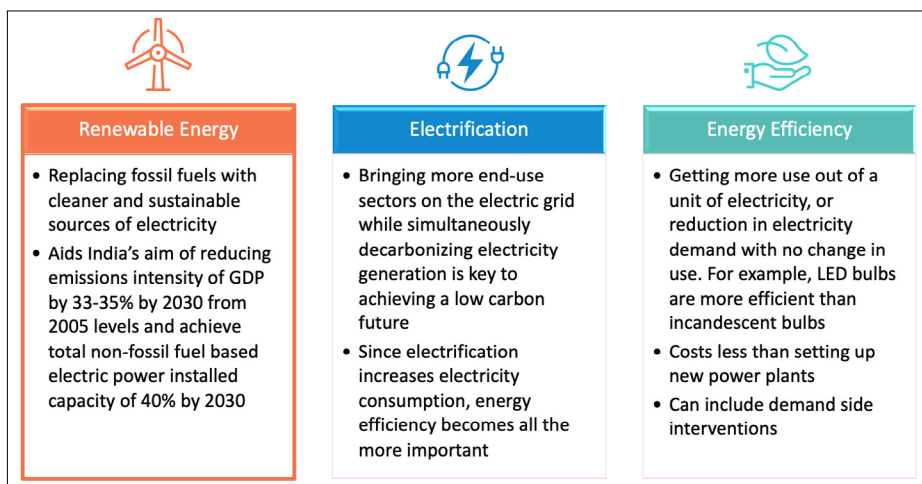 Renewable Energy
• Replacing fossil fuels with
cleaner and sustainable
sources of electricity
• Aids India's aim of reducing
emissions intensity of GDP
by 33-35% by 2030 from
2005 levels and achieve
total non-fossil fuel based
electric power installed
capacity of 40% by 2030
Electrification
• Bringing more end-use
sectors on the electric grid
while simultaneously
decarbonizing electricity
generation is key to
achieving a low carbon
future
• Since electrification
increases electricity
consumption, energy
efficiency becomes all the
more important
Energy Efficiency
• Getting more use out of a
unit of electricity, or
reduction in electricity
demand with no change in
use. For example, LED bulbs
are more efficient than
incandescent bulbs
• Costs less than setting up
new power plants
• Can include demand side
interventions